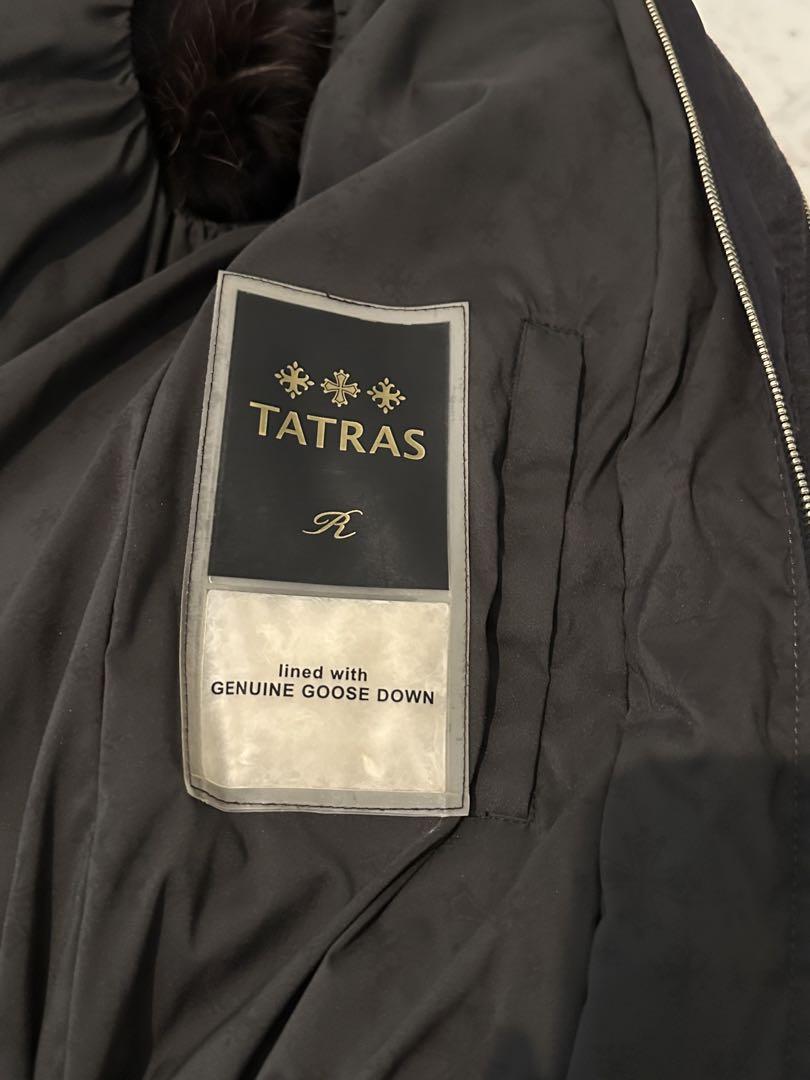 TATRAS
R
lined with
GENUINE GOOSE DOWN